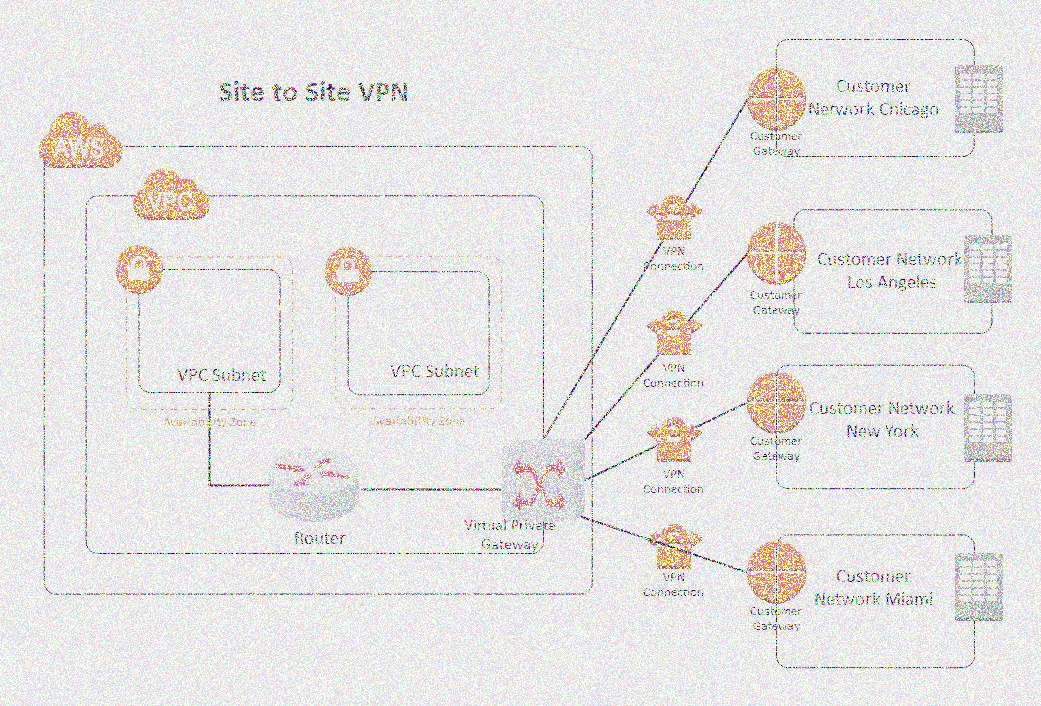 Site to Site VPN
AWS
VPC
VPC Subnet
VPC Subnet
Availability Zone
Availability Zone
Router
Virtual Private
Gateway
VPN
Connection
VPN
Connection
VPN
Connection
VPN
Connection
Customer
Gateway
Customer
Network Chicago
Customer
Gateway
Customer Network
Los Angeles
Customer
Gateway
Customer Network
New York
Customer
Gateway
Customer
Network Miami